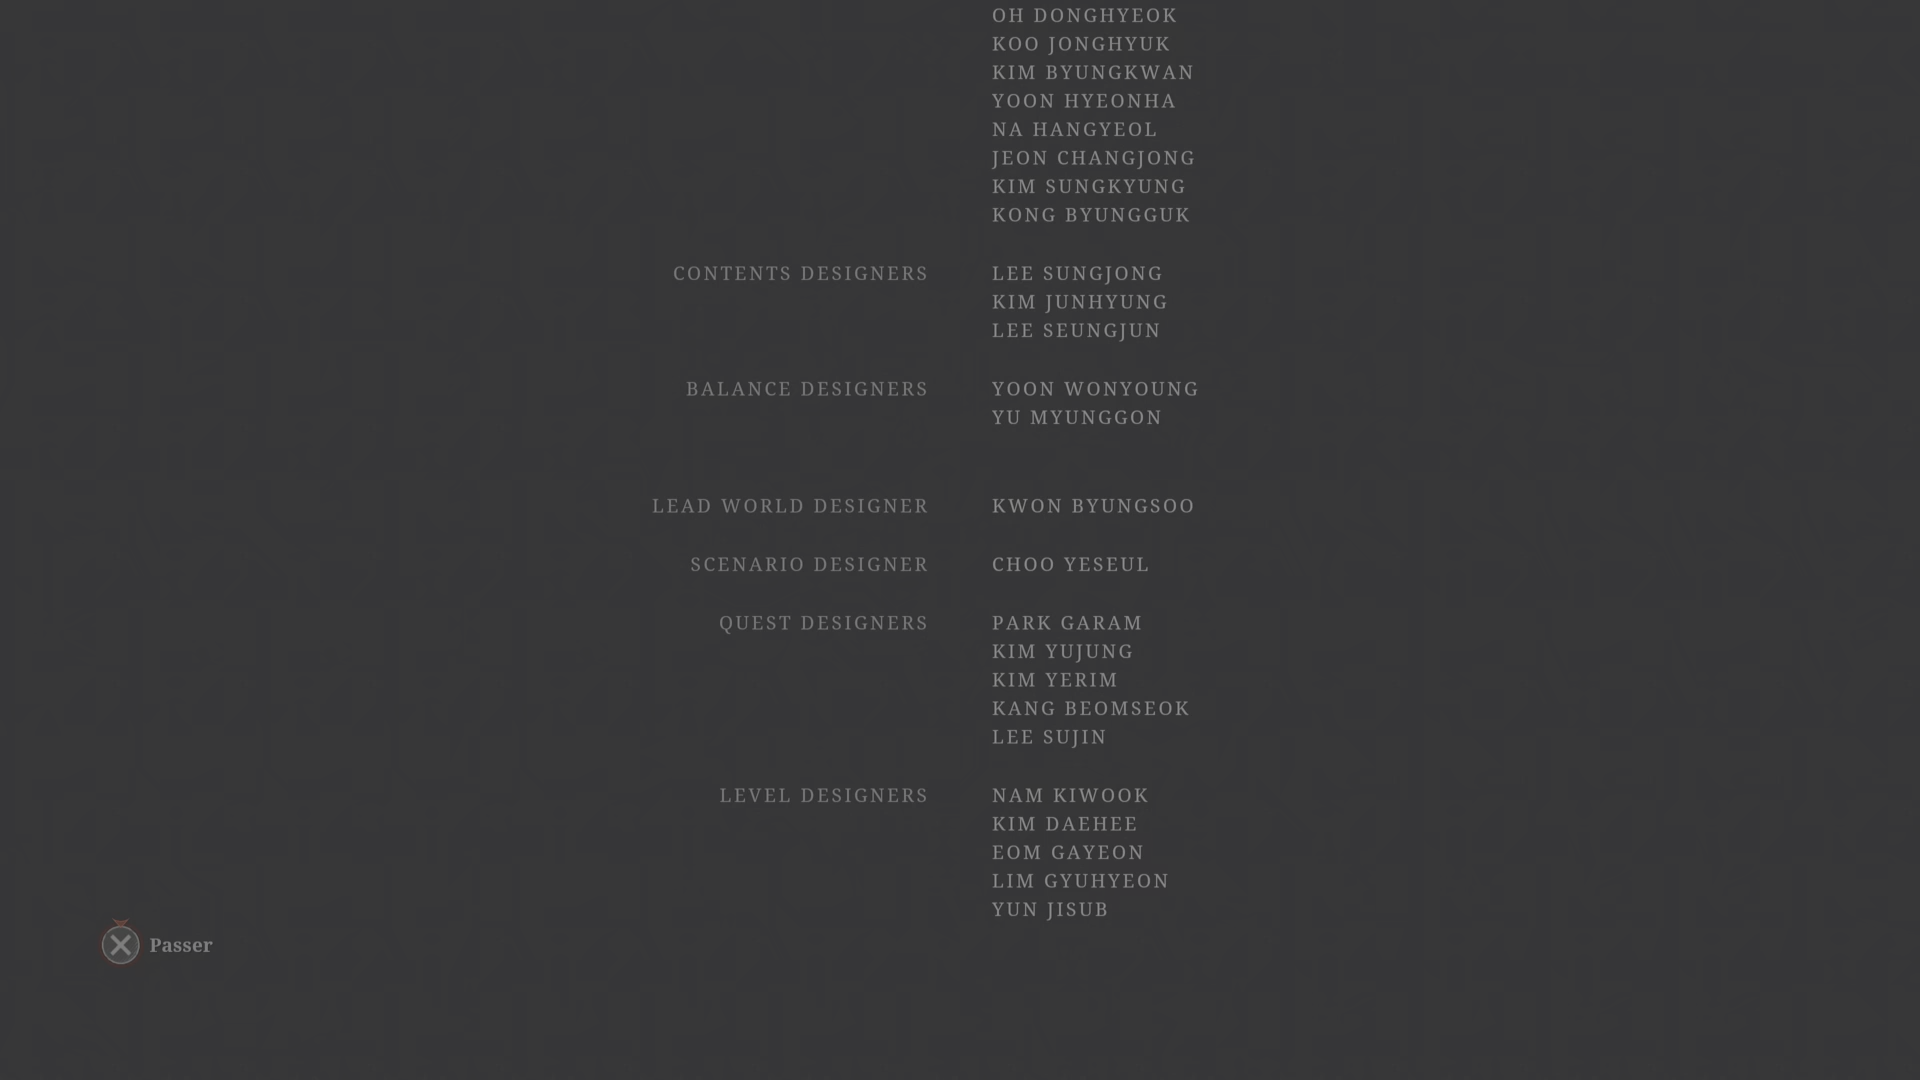 OH DONGHYEOK
KOO JONGHYUK
KIM BYUNGKWAN
YOON HYEONHA
NA HANGYEOL
JEON CHANGJONG
KIM SUNGKYUNG
KONG BYUNGGUK
CONTENTS DESIGNERS LEE SUNGJONG
KIM JUNHYUNG
LEE SEUNGJUN
BALANCE DESIGNERS YOON WONYOUNG
YU MYUNGGON
LEAD WORLD DESIGNER KWON BYUNGSOO
SCENARIO DESIGNER CHOO YESEUL
QUEST DESIGNERS PARK GARAM
KIM YUJUNG
KIM YERIM
KANG BEOMSEOK
LEE SUJIN
LEVEL DESIGNERS NAM KIWOOK
KIM DAEHEE
EOM GAYEON
LIM GYUHYEON
YUN JISUB
Passer